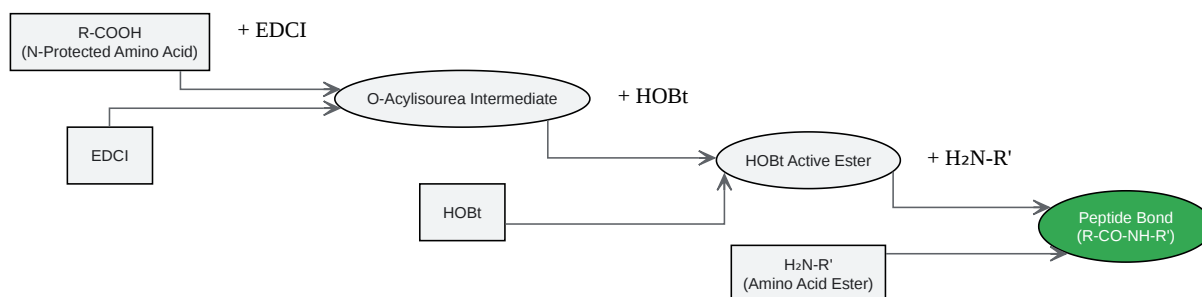 R-COOH
(N-Protected Amino Acid)
+ EDCI
EDCI
O-Acylisourea Intermediate
+ HOBt
HOBt
HOBt Active Ester
+ H₂N-R'
H₂N-R'
(Amino Acid Ester)
Peptide Bond
(R-CO-NH-R')